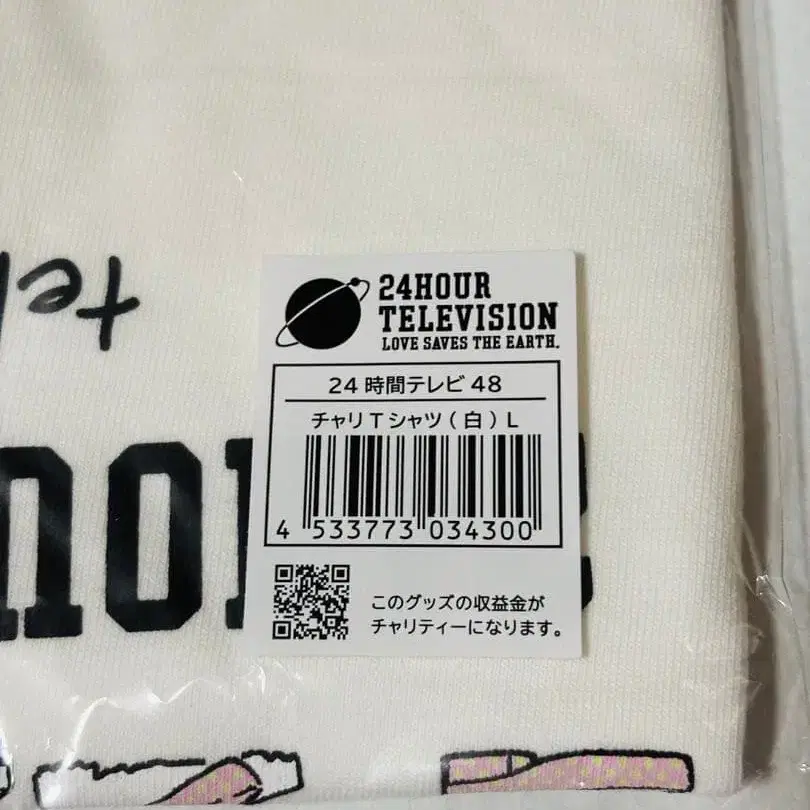 24HOUR
TELEVISION
LOVE SAVES THE EARTH.
24時間テレビ48
チャリTシャツ(白)L
4 533773 034300
このグッズの収益金が
チャリティーになります。